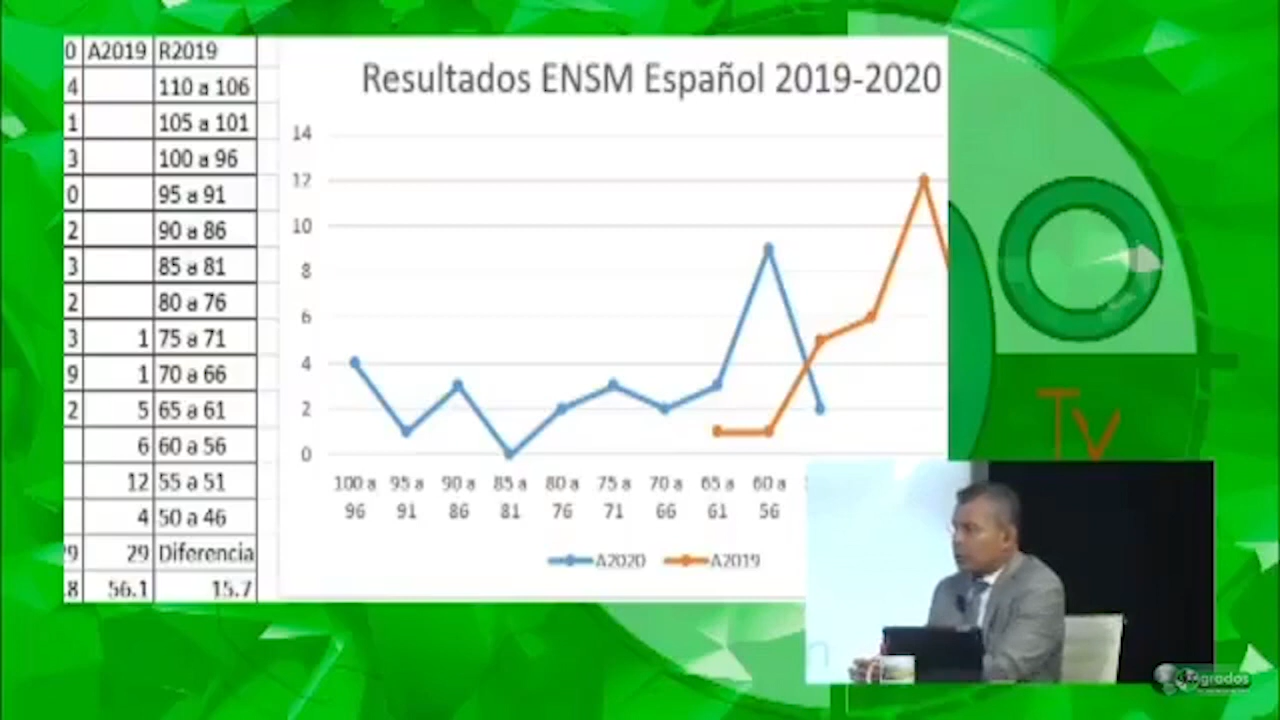 0 A2019 R2019
4 110 a 106
1 105 a 101
3 100 a 96
0 95 a 91
2 90 a 86
3 85 a 81
2 80 a 76
3 1 75 a 71
9 1 70 a 66
2 5 65 a 61
6 60 a 56
12 55 a 51
4 50 a 46
29 Diferencia
.8 56.1 15.7
Resultados ENSM Español 2019-2020
14
12
10
8
6
4
2
0
100 a 96
95 a 91
90 a 86
85 a 81
80 a 76
75 a 71
70 a 66
65 a 61
60 a 56
A2020 A2019
Tv